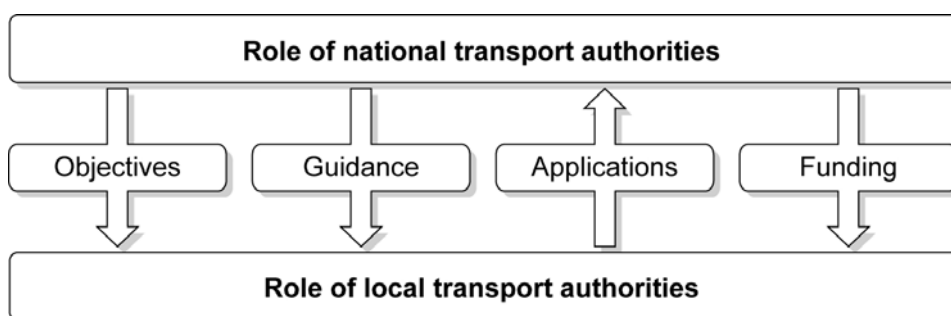 Role of national transport authorities
Objectives
Guidance
Applications
Funding
Role of local transport authorities